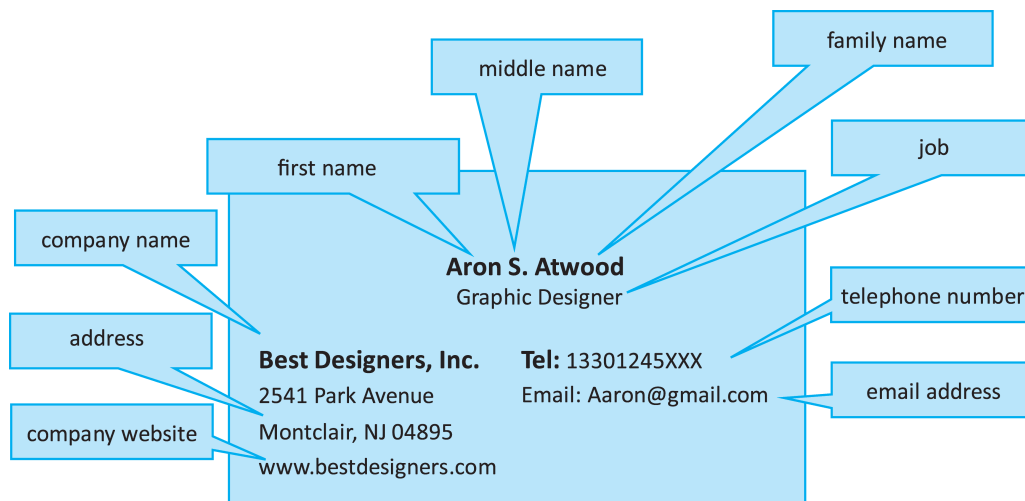 family name
middle name
job
first name
company name
Aron S. Atwood
Graphic Designer
telephone number
address
Best Designers, Inc.
Tel: 13301245XXX
2541 Park Avenue
Email: Aaron@gmail.com
email address
company website
Montclair, NJ 04895
www.bestdesigners.com